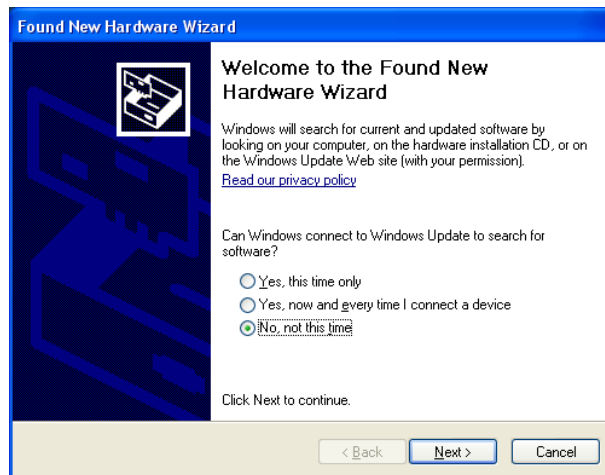 Found New Hardware Wizard
Welcome to the Found New
Hardware Wizard
Windows will search for current and updated software by
looking on your computer, on the hardware installation CD, or on
the Windows Update Web site (with your permission).
Read our privacy policy
Can Windows connect to Windows Update to search for
software?
Yes, this time only
Yes, now and every time I connect a device
No, not this time
Click Next to continue.
< Back Next > Cancel